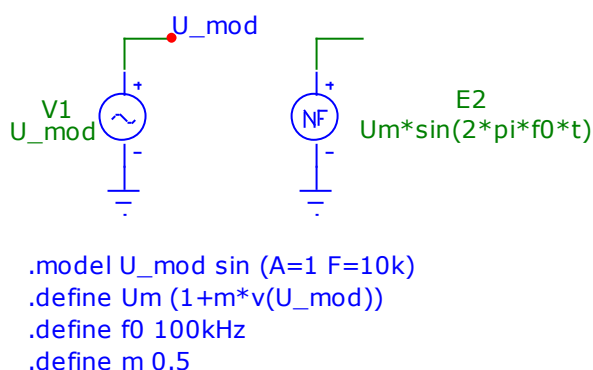 U_mod
V1
U_mod
+
-
NF
+
-
E2
Um*sin(2*pi*f0*t)
.model U_mod sin (A=1 F=10k)
.define Um (1+m*v(U_mod))
.define f0 100kHz
.define m 0.5